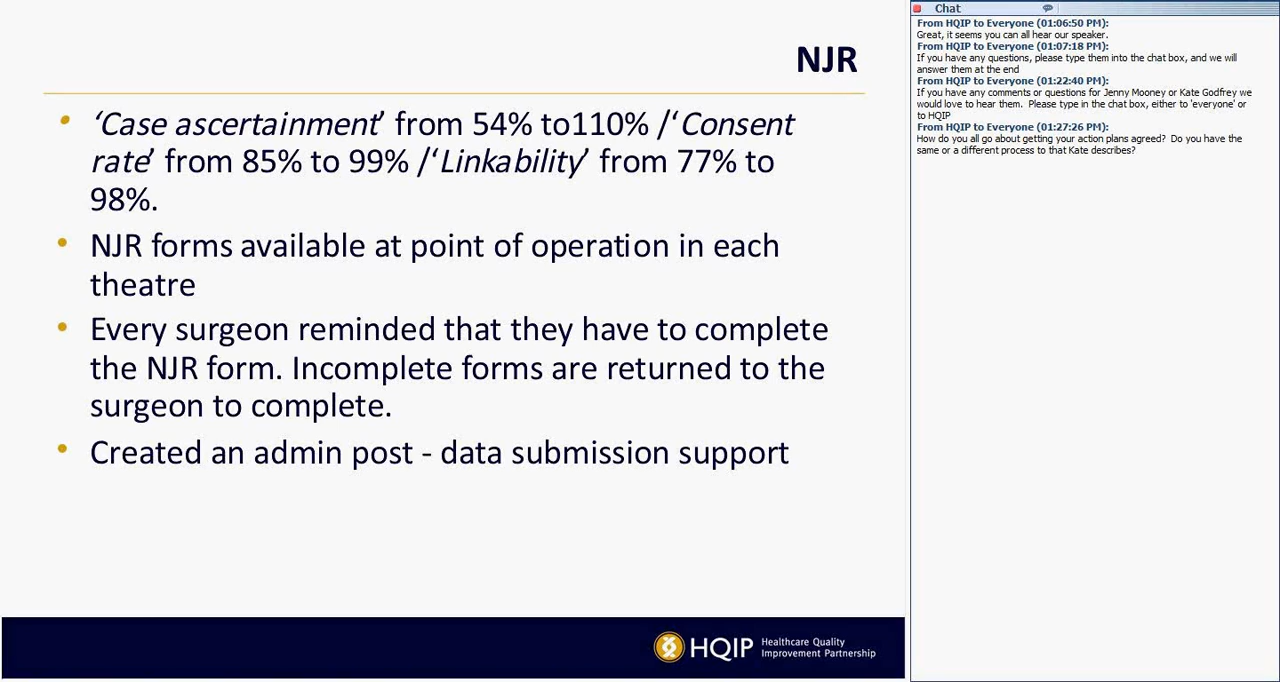 NJR
• ‘Case ascertainment’ from 54% to110% /‘Consent
rate’ from 85% to 99% /‘Linkability’ from 77% to
98%.
• NJR forms available at point of operation in each
theatre
• Every surgeon reminded that they have to complete
the NJR form. Incomplete forms are returned to the
surgeon to complete.
• Created an admin post - data submission support
HQIP Healthcare Quality
Improvement Partnership
Chat
From HQIP to Everyone (01:06:50 PM):
Great, it seems you can all hear our speaker.
From HQIP to Everyone (01:07:18 PM):
If you have any questions, please type them into the chat box, and we will
answer them at the end
From HQIP to Everyone (01:22:40 PM):
If you have any comments or questions for Jenny Mooney or Kate Godfrey we
would love to hear them. Please type in the chat box, either to 'everyone' or
to HQIP
From HQIP to Everyone (01:27:26 PM):
How do you all go about getting your action plans agreed? Do you have the
same or a different process to that Kate describes?